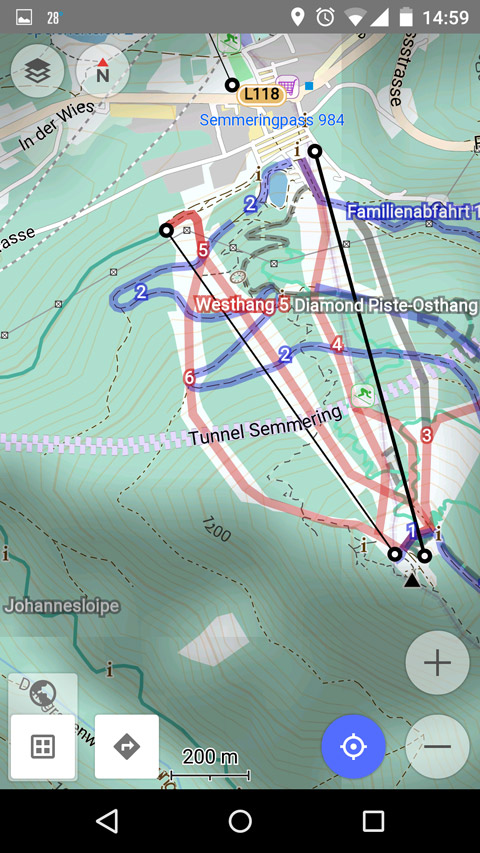 28°
14:59
L118
Semmeringpass 984
In der Wies
sstrasse
asse
2
Familienabfahrt 1
5
2
Westhang 5
Diamond Piste-Osthang
4
2
6
Tunnel Semmering
3
1
1200
Johannesloipe
N
200 m